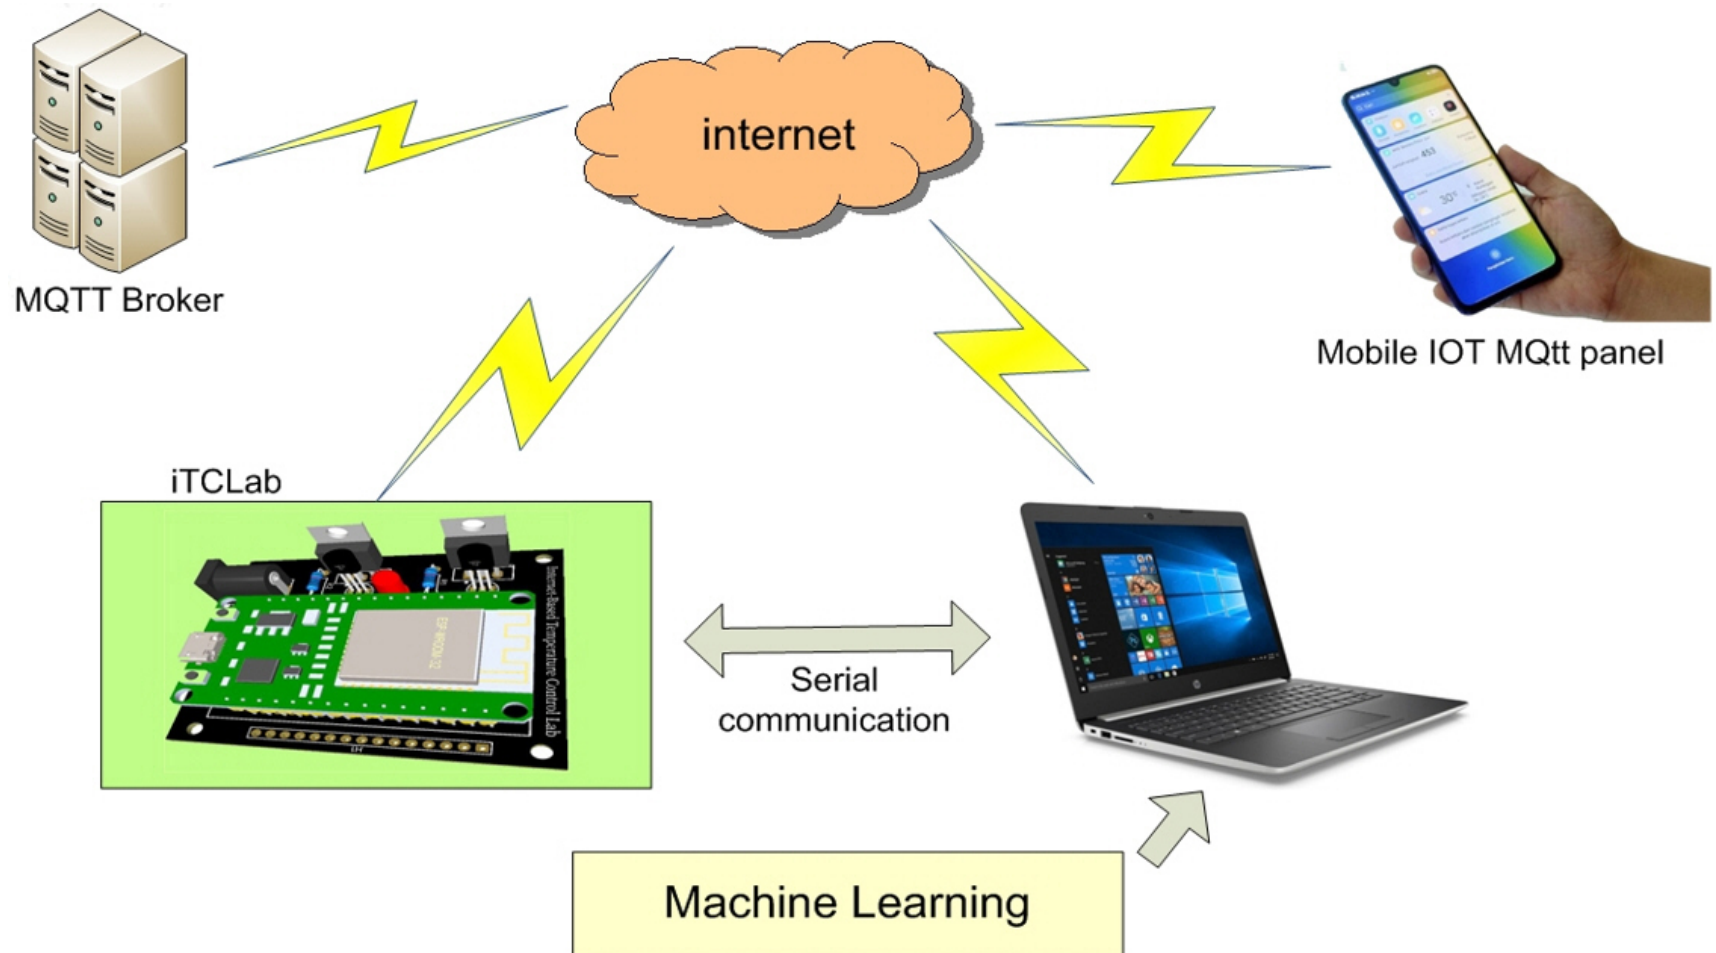 internet
MQTT Broker
Mobile IOT MQtt panel
iTCLab
Internet-Based Temperature Control Lab
Serial
communication
Machine Learning